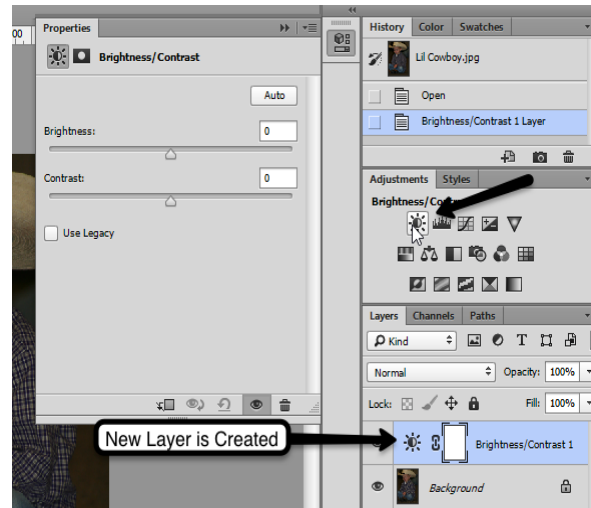 00
Properties
Brightness/Contrast
Auto
Brightness:
0
Contrast:
0
Use Legacy
New Layer is Created
History Color Swatches
Lil Cowboy.jpg
Open
Brightness/Contrast 1 Layer
Adjustments Styles
Layers Channels Paths
Kind
T
Normal
Opacity: 100%
Lock:
Fill: 100%
Brightness/Contrast 1
Background